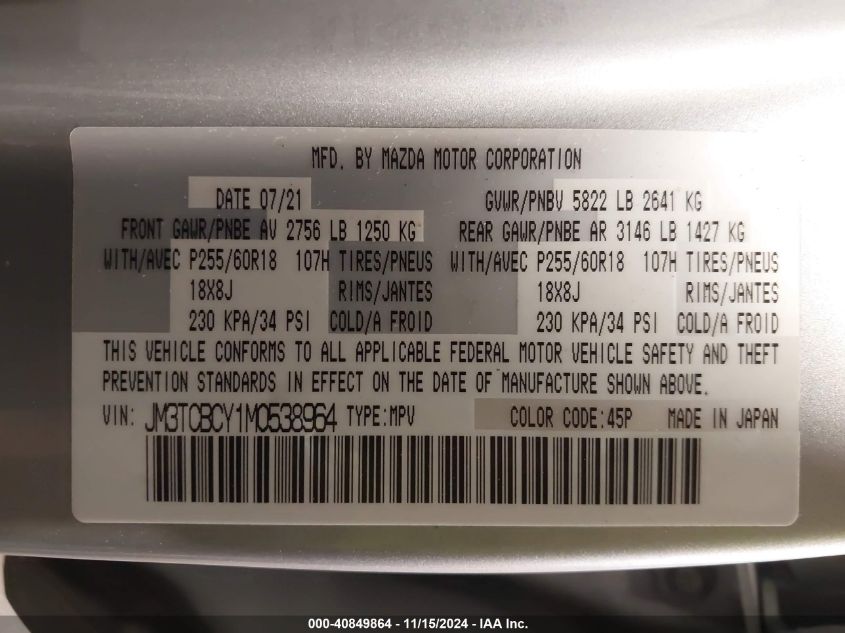 MFD. BY MAZDA MOTOR CORPORATION
DATE 07/21 GVWR/PNBV 5822 LB 2641 KG
FRONT GAWR/PNBE AV 2756 LB 1250 KG REAR GAWR/PNBE AR 3146 LB 1427 KG
WITH/AVEC P255/60R18 107H TIRES/PNEUS WITH/AVEC P255/60R18 107H TIRES/PNEUS
18X8J RIMS/JANTES 18X8J RIMS/JANTES
230 KPA/34 PSI COLD/A FROID 230 KPA/34 PSI COLD/A FROID
THIS VEHICLE CONFORMS TO ALL APPLICABLE FEDERAL MOTOR VEHICLE SAFETY AND THEFT
PREVENTION STANDARDS IN EFFECT ON THE DATE OF MANUFACTURE SHOWN ABOVE.
VIN: JM3TCBCY1M0538964 TYPE:MPV COLOR CODE:45P MADE IN JAPAN
000-40849864 - 11/15/2024 - IAA Inc.